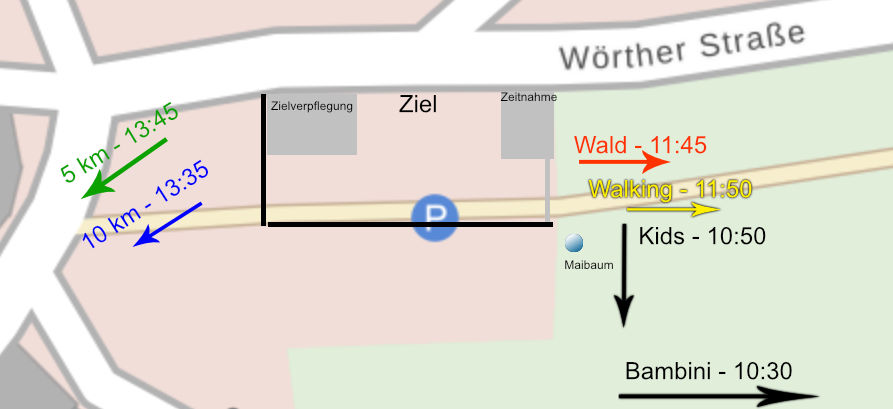 Wörther Straße
Zielverpflegung
Ziel
Zeitnahme
5 km - 13:45
Wald - 11:45
10 km - 13:35
Walking - 11:50
P
Kids - 10:50
Maibaum
Bambini - 10:30